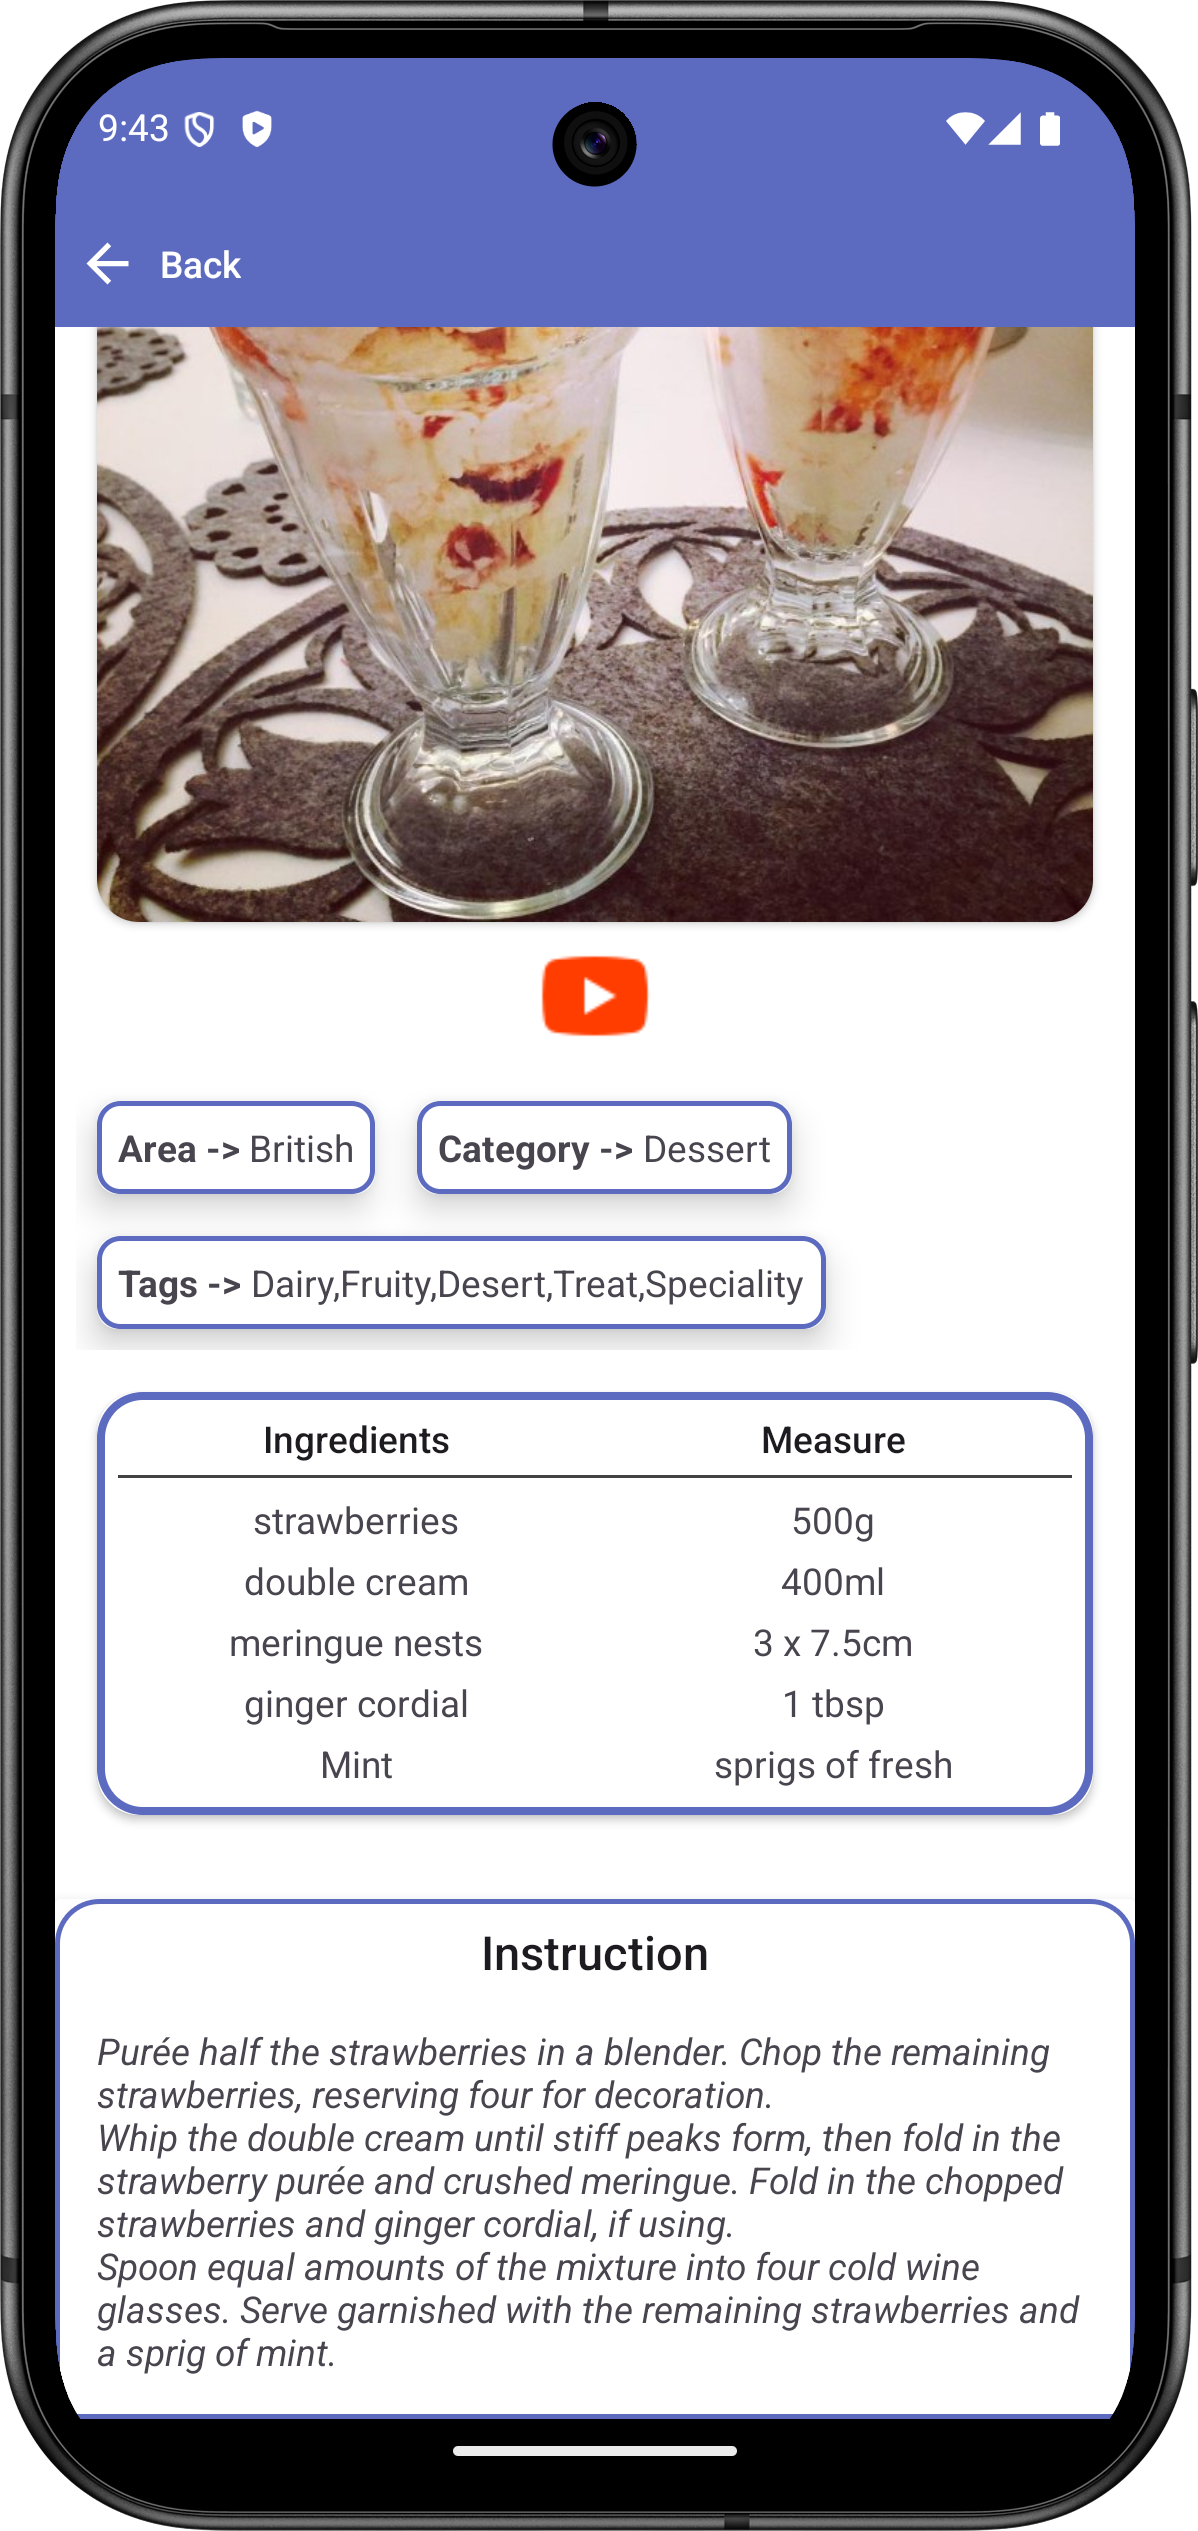 9:43
Back
Area -> British
Category -> Dessert
Tags -> Dairy,Fruity,Desert,Treat,Speciality
Ingredients Measure
strawberries 500g
double cream 400ml
meringue nests 3 x 7.5cm
ginger cordial 1 tbsp
Mint sprigs of fresh
Instruction
Purée half the strawberries in a blender. Chop the remaining
strawberries, reserving four for decoration.
Whip the double cream until stiff peaks form, then fold in the
strawberry purée and crushed meringue. Fold in the chopped
strawberries and ginger cordial, if using.
Spoon equal amounts of the mixture into four cold wine
glasses. Serve garnished with the remaining strawberries and
a sprig of mint.